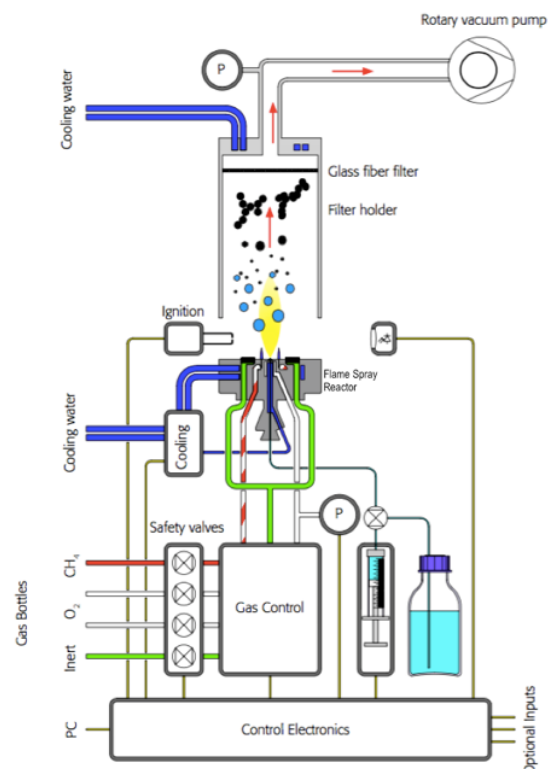 Rotary vacuum pump
P
Cooling water
Glass fiber filter
Filter holder
Ignition
Flame Spray
Reactor
Cooling water
Cooling
P
Safety valves
CH₄
Gas Bottles
O₂
Gas Control
Inert
PC
Control Electronics
Optional Inputs